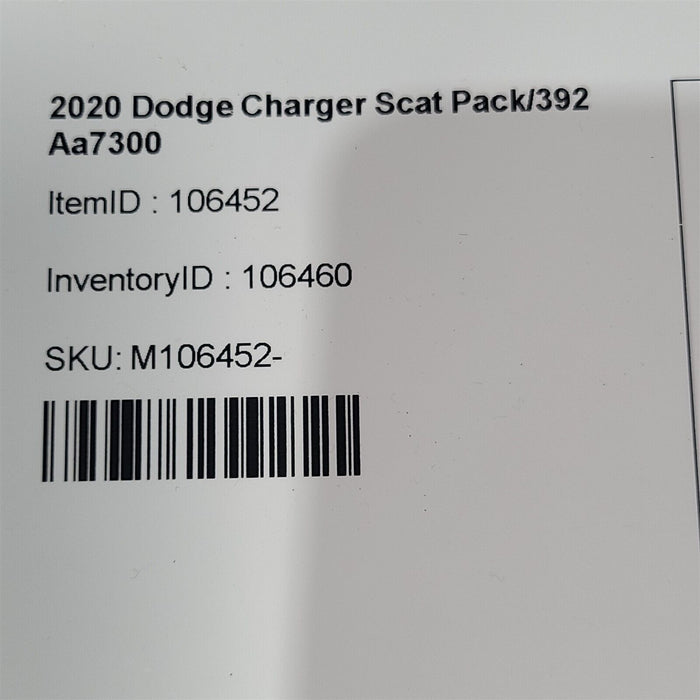 2020 Dodge Charger Scat Pack/392
Aa7300
ItemID : 106452
InventoryID : 106460
SKU: M106452-